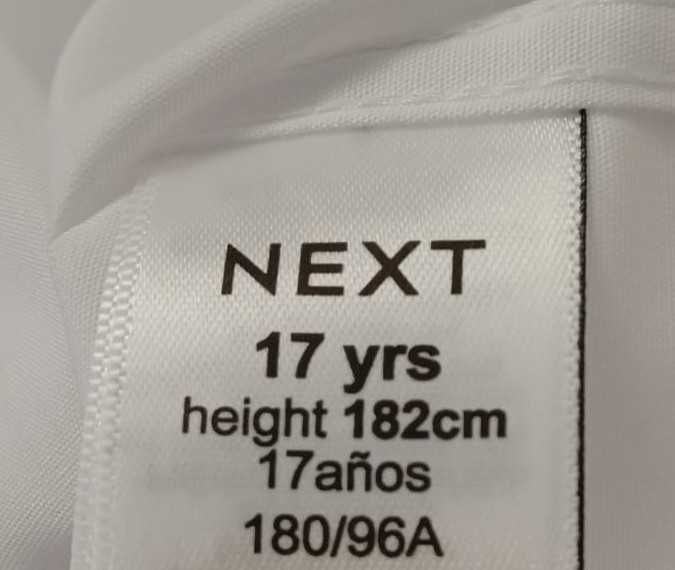 NEXT
17 yrs
height 182cm
17años
180/96A